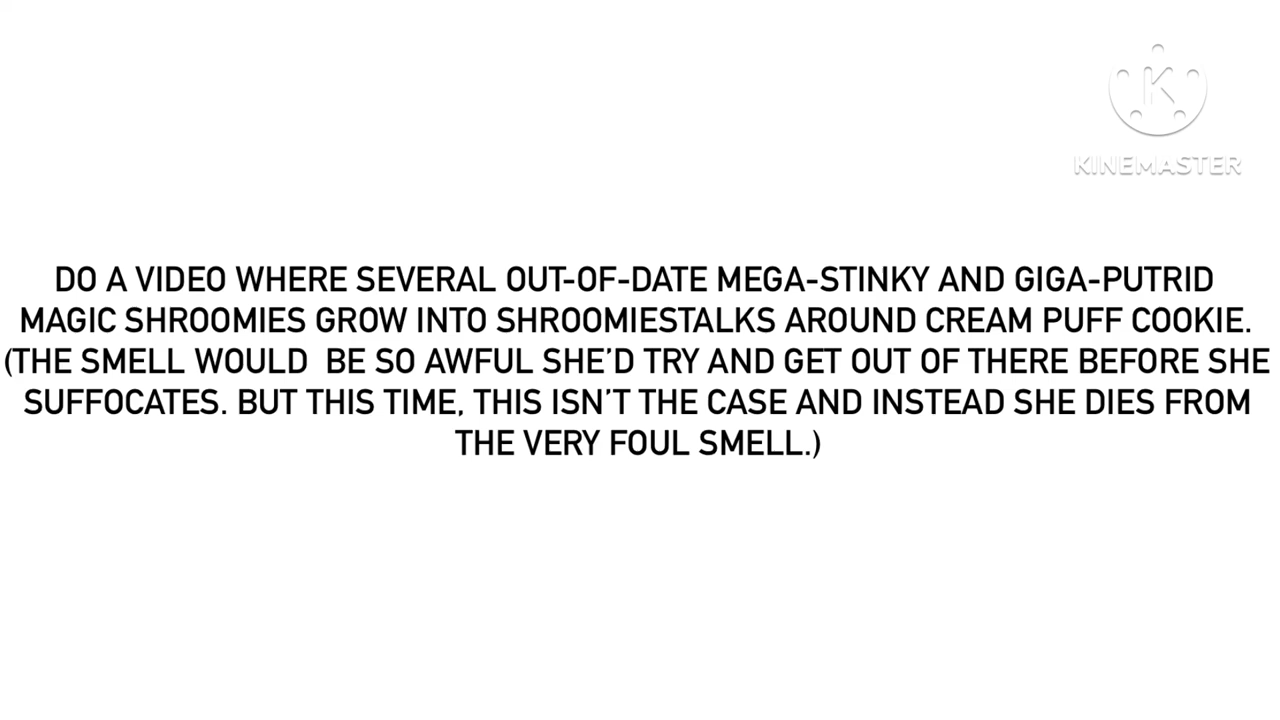 KINEMASTER
DO A VIDEO WHERE SEVERAL OUT-OF-DATE MEGA-STINKY AND GIGA-PUTRID
MAGIC SHROOMIES GROW INTO SHROOMIESTALKS AROUND CREAM PUFF COOKIE.
(THE SMELL WOULD  BE SO AWFUL SHE’D TRY AND GET OUT OF THERE BEFORE SHE
SUFFOCATES. BUT THIS TIME, THIS ISN’T THE CASE AND INSTEAD SHE DIES FROM
THE VERY FOUL SMELL.)